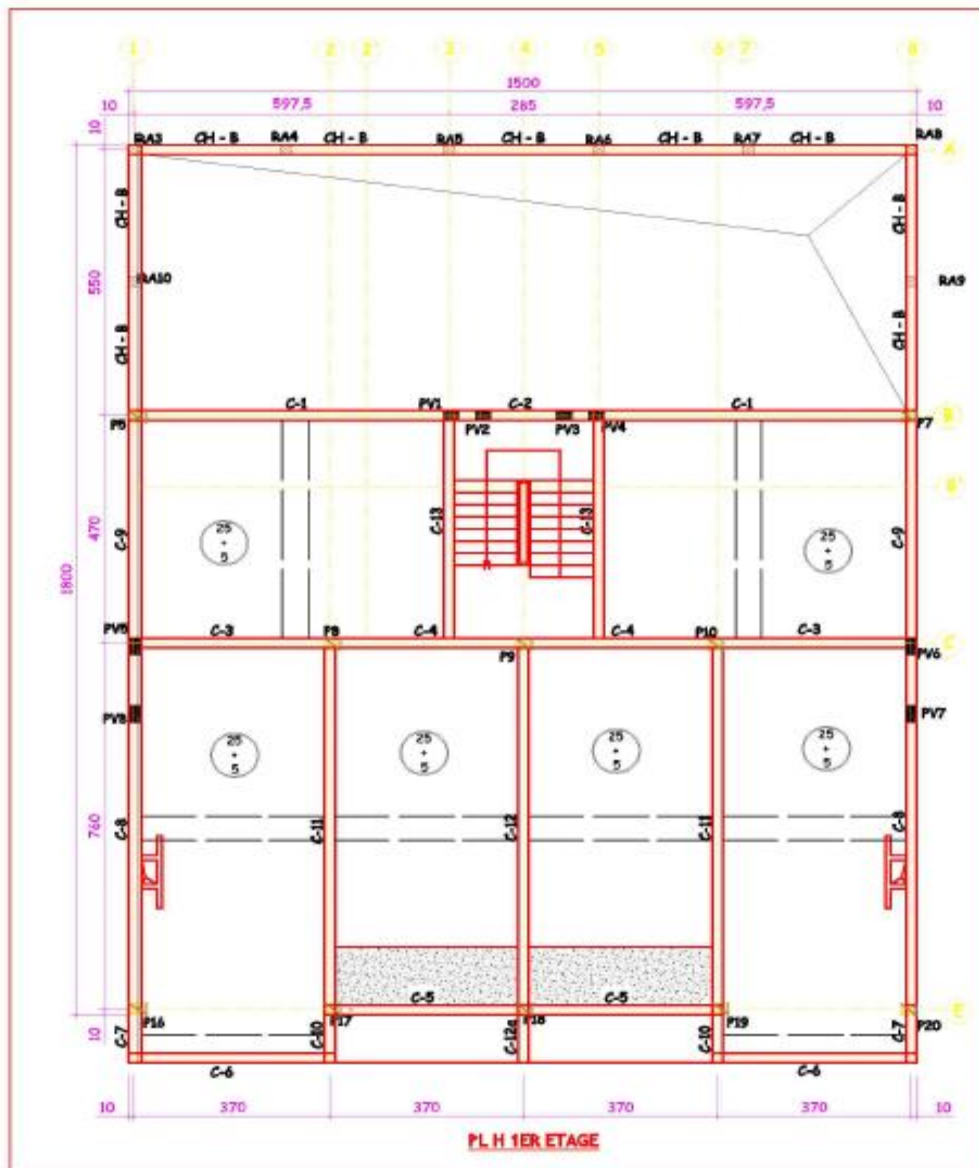 1 2 2' 3 4 5 6 7 8
1500
10 597,5 285 597,5 10
10
RA3 CH - B RA4 CH - B RA5 CH - B RA6 CH - B RA7 CH - B RA8
A
CH - B CH - B
RA10 RA9
550
CH - B CH - B
C-1 PV1 C-2 C-1
P5 PV2 PV3 PV4 P7
B
B'
470
C-9 C-13 C-13 C-9
25 + 5 25 + 5
1800
PV5 C-3 P8 C-4 C-4 P10 C-3
C
P9 PV6
PV8 PV7
25 + 5 25 + 5 25 + 5 25 + 5
760
C-8 C-11 C-12 C-11 C-8
C-5 C-5
E
P16 P17 P18 P19 P20
10
C-7 C-10 C-12a C-10 C-7
C-6 C-6
10 370 370 370 370 10
PL H 1ER ETAGE